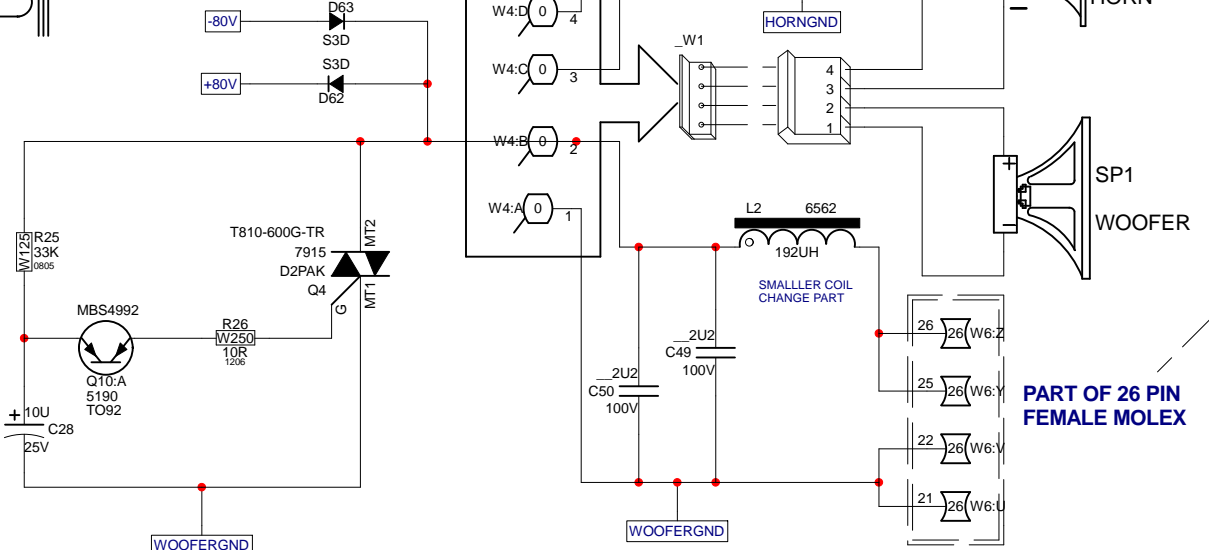 D63
-80V
S3D
S3D
+80V
D62
W4:D
0
4
W4:C
0
3
W4:B
0
2
W4:A
0
1
HORNGND
HORN
_W1
4
3
2
1
+
SP1
WOOFER
R25
W125
33K
0805
T810-600G-TR
7915
D2PAK
Q4
MT2
MT1
G
MBS4992
R26
W250
10R
1206
Q10:A
5190
TO92
+
10U
C28
25V
WOOFERGND
L2
6562
192UH
SMALLLER COIL
CHANGE PART
__2U2
C49
100V
__2U2
C50
100V
WOOFERGND
26
26
W6:Z
25
26
W6:Y
22
26
W6:V
21
26
W6:U
PART OF 26 PIN
FEMALE MOLEX